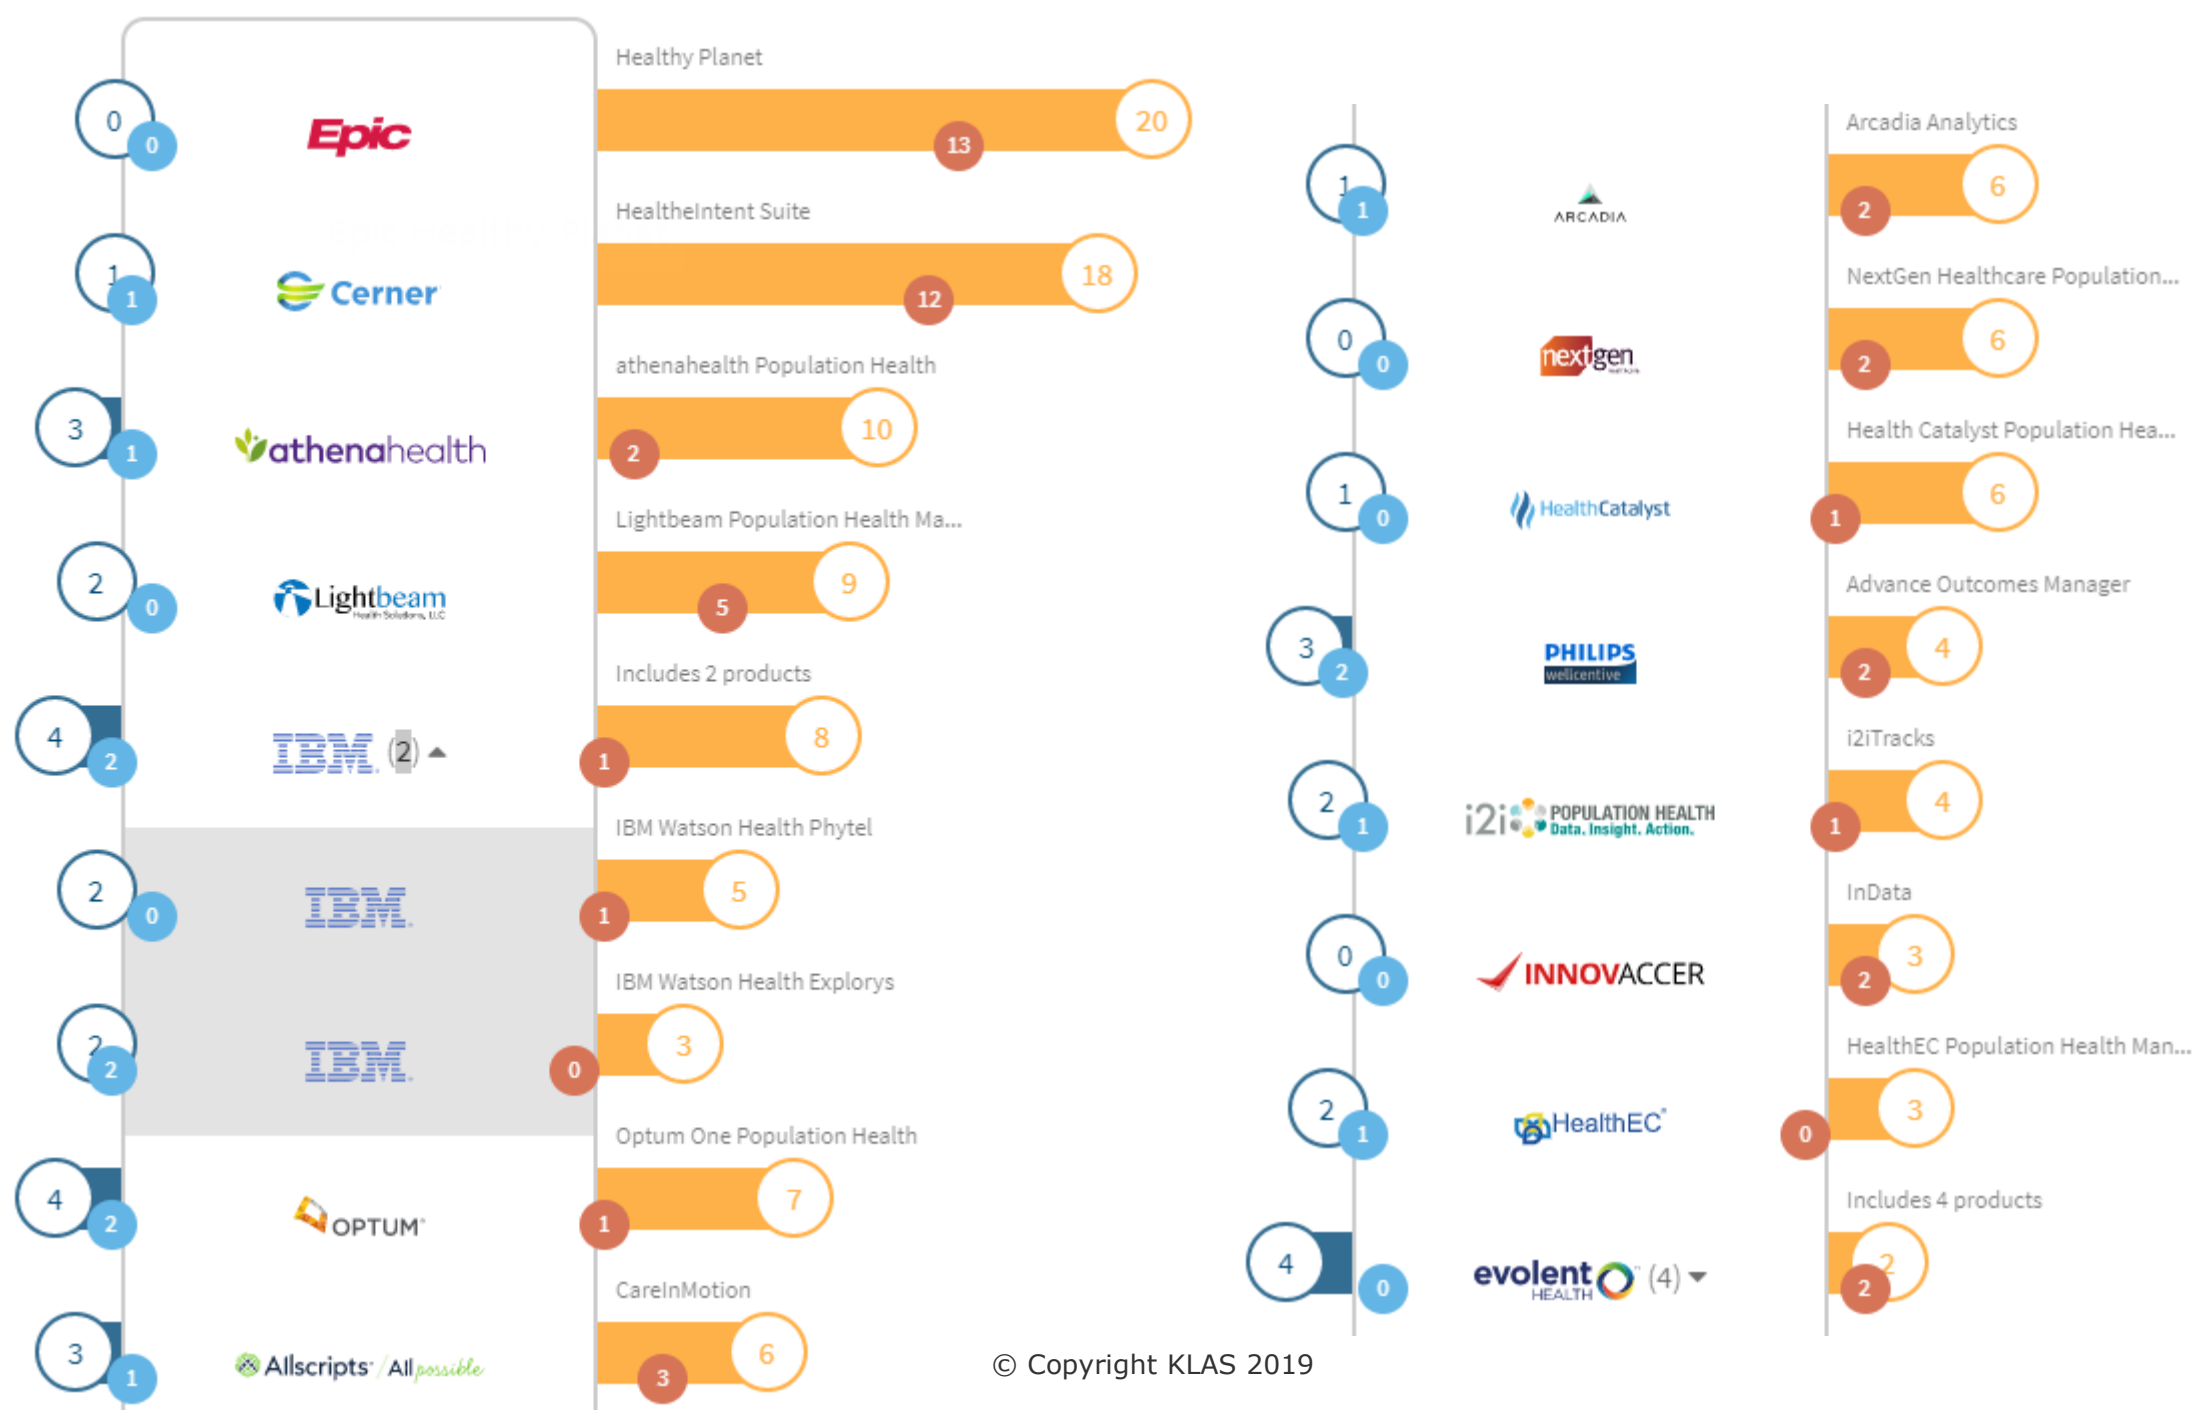 Healthy Planet
0
0
Epic
13
20
HealtheIntent Suite
1
1
Cerner
12
18
athenahealth Population Health
3
1
athenahealth
2
10
Lightbeam Population Health Ma...
2
0
Lightbeam
Health Solutions, LLC
5
9
Includes 2 products
4
2
IBM. (2)
1
8
IBM Watson Health Phytel
2
0
IBM.
1
5
IBM Watson Health Explorys
2
2
IBM.
0
3
Optum One Population Health
4
2
OPTUM®
1
7
CareInMotion
3
1
Allscripts / All possible
3
6
Arcadia Analytics
1
1
ARCADIA
2
6
NextGen Healthcare Population...
0
0
nextgen
2
6
Health Catalyst Population Hea...
1
0
HealthCatalyst
1
6
Advance Outcomes Manager
3
2
PHILIPS
wellcentive
2
4
i2iTracks
2
1
i2i POPULATION HEALTH
Data. Insight. Action.
1
4
InData
0
0
INNOVACCER
2
3
HealthEC Population Health Man...
2
1
HealthEC®
0
3
Includes 4 products
4
0
evolent (4)
HEALTH
2
2
© Copyright KLAS 2019